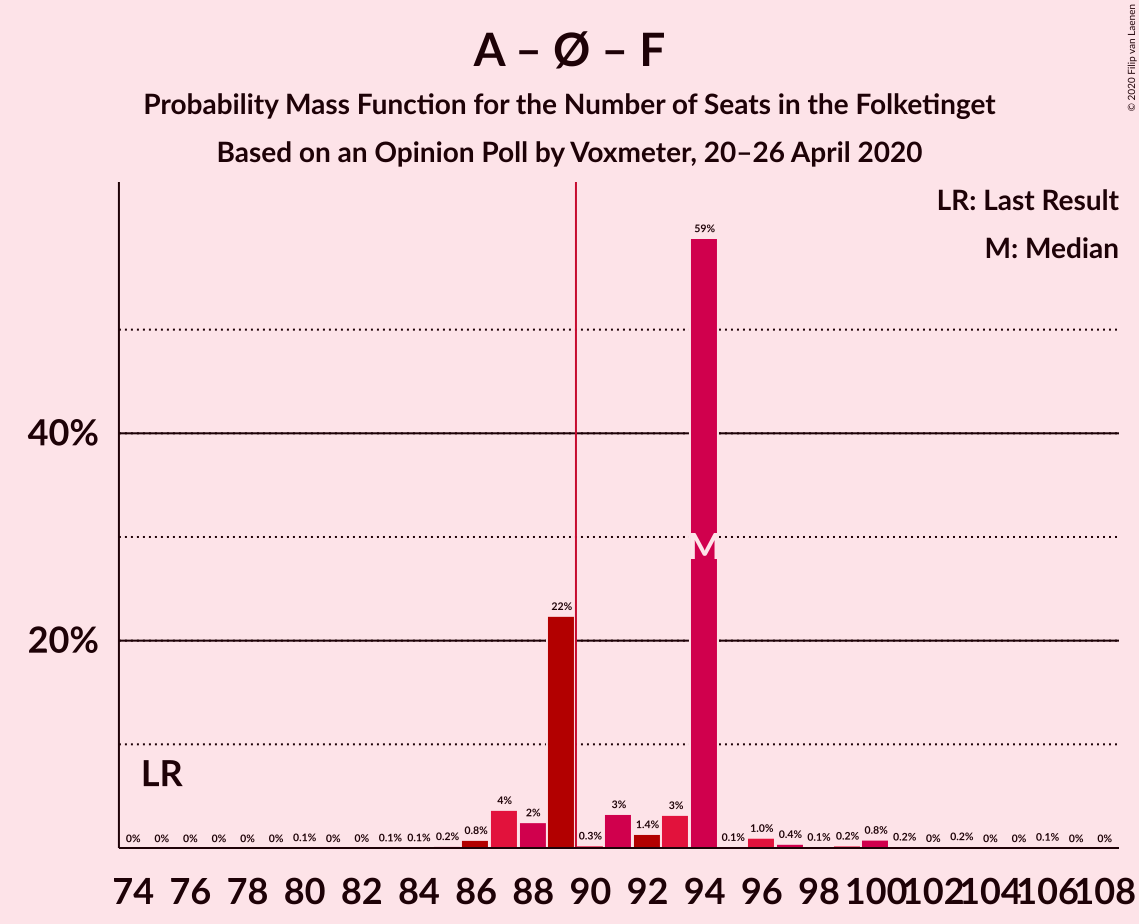 A – Ø – F
Probability Mass Function for the Number of Seats in the Folketinget
Based on an Opinion Poll by Voxmeter, 20–26 April 2020
© 2020 Filip van Laenen
LR: Last Result
M: Median
59%
40%
M
22%
20%
LR
0% 0% 0% 0% 0% 0% 0.1% 0% 0% 0.1% 0.1% 0.2% 0.8% 4% 2% 0.3% 3% 1.4% 3% 0.1% 1.0% 0.4% 0.1% 0.2% 0.8% 0.2% 0% 0.2% 0% 0% 0.1% 0% 0%
74 76 78 80 82 84 86 88 90 92 94 96 98 100 102 104 106 108